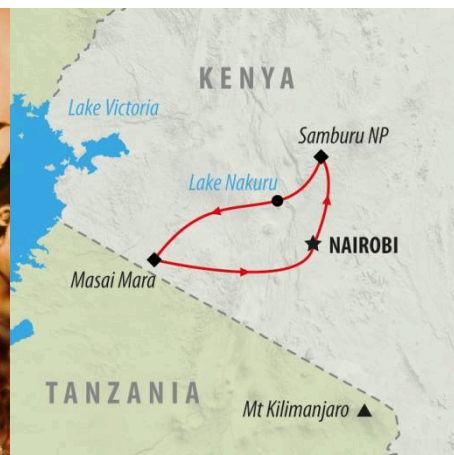 KENYA
Lake Victoria
Samburu NP
Lake Nakuru
NAIROBI
Masai Mara
TANZANIA
Mt Kilimanjaro